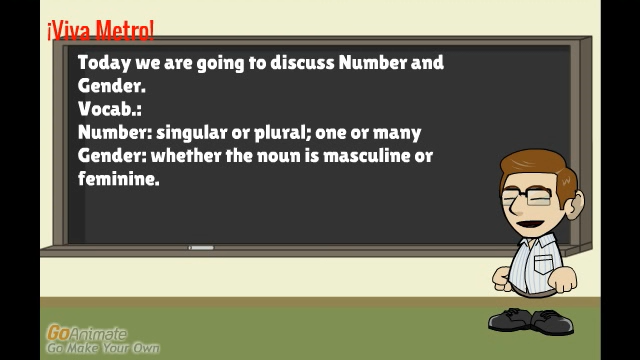 ¡Viva Metro!
Today we are going to discuss Number and
Gender.
Vocab.:
Number: singular or plural; one or many
Gender: whether the noun is masculine or
feminine.
GoAnimate
Go Make Your Own